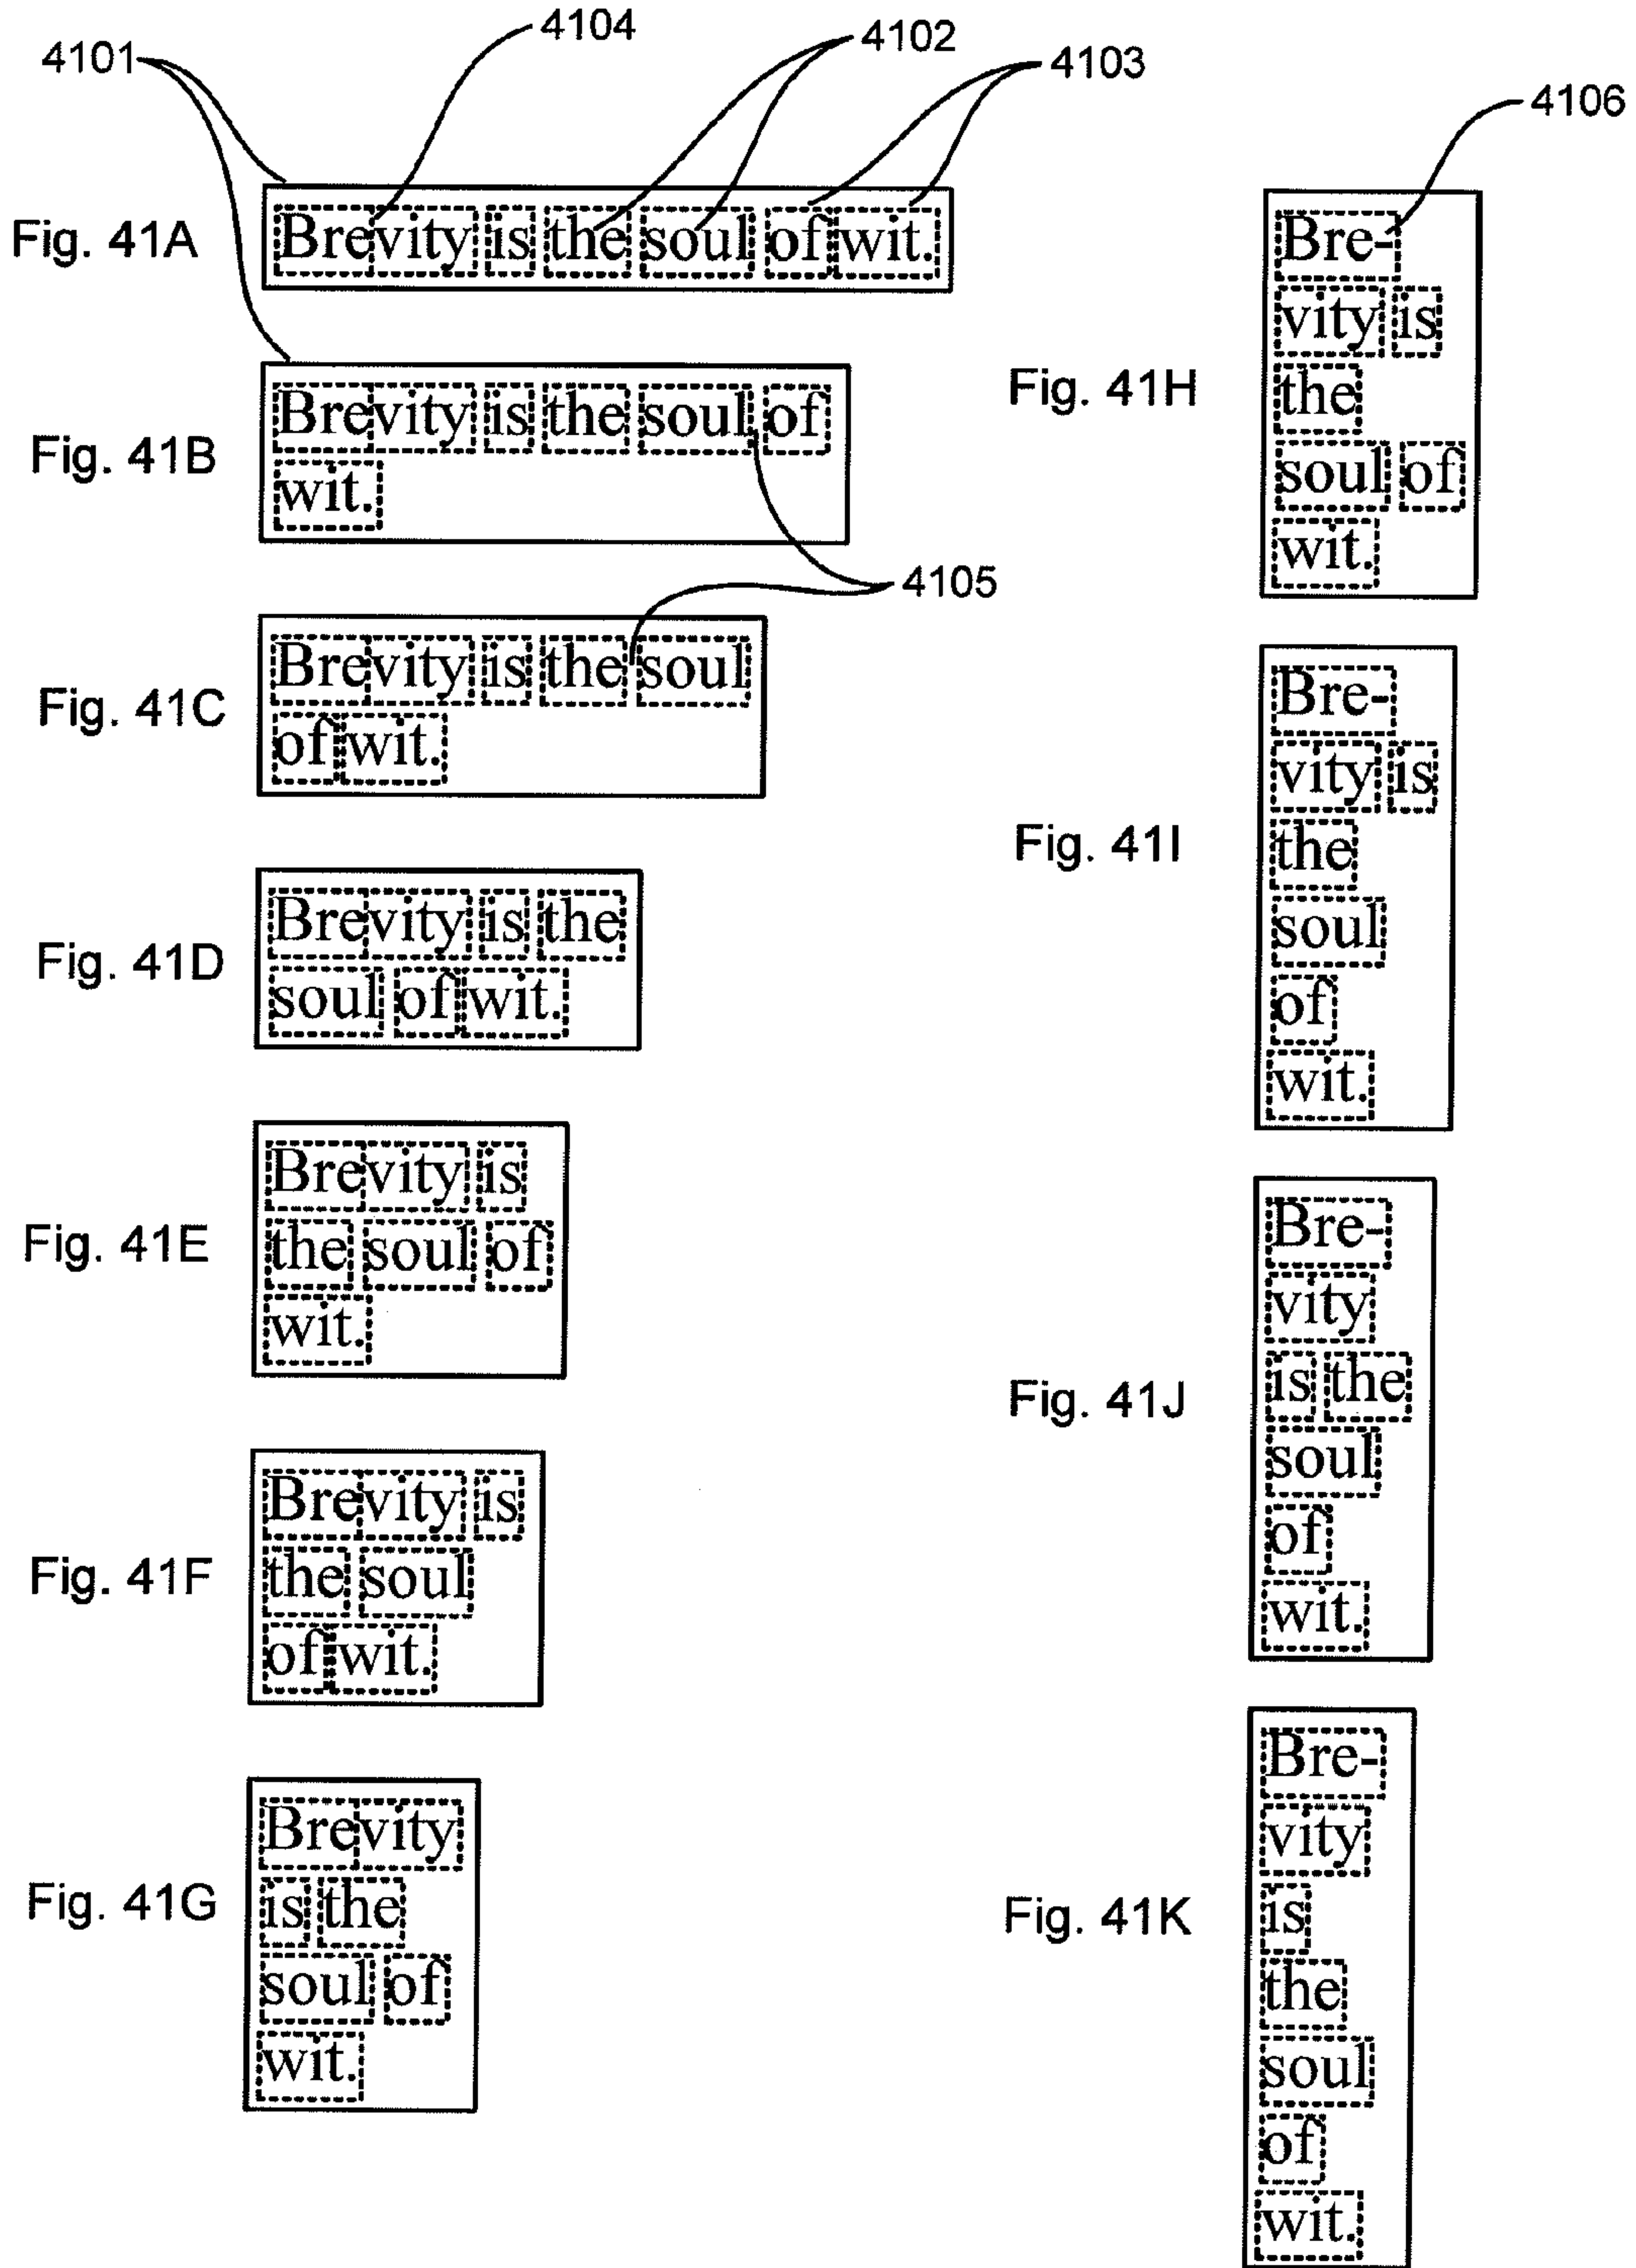 4101
4104
4102
4103
Fig. 41A
Brevity is the soul of wit.
Fig. 41B
Brevity is the soul of
wit.
4105
Fig. 41C
Brevity is the soul
of wit.
Fig. 41D
Brevity is the
soul of wit.
Fig. 41E
Brevity is
the soul of
wit.
Fig. 41F
Brevity is
the soul
of wit.
Fig. 41G
Brevity
is the
soul of
wit.
4106
Fig. 41H
Bre-
vity is
the
soul of
wit.
Fig. 41I
Bre-
vity is
the
soul
of
wit.
Fig. 41J
Bre-
vity
is the
soul
of
wit.
Fig. 41K
Bre-
vity
is
the
soul
of
wit.